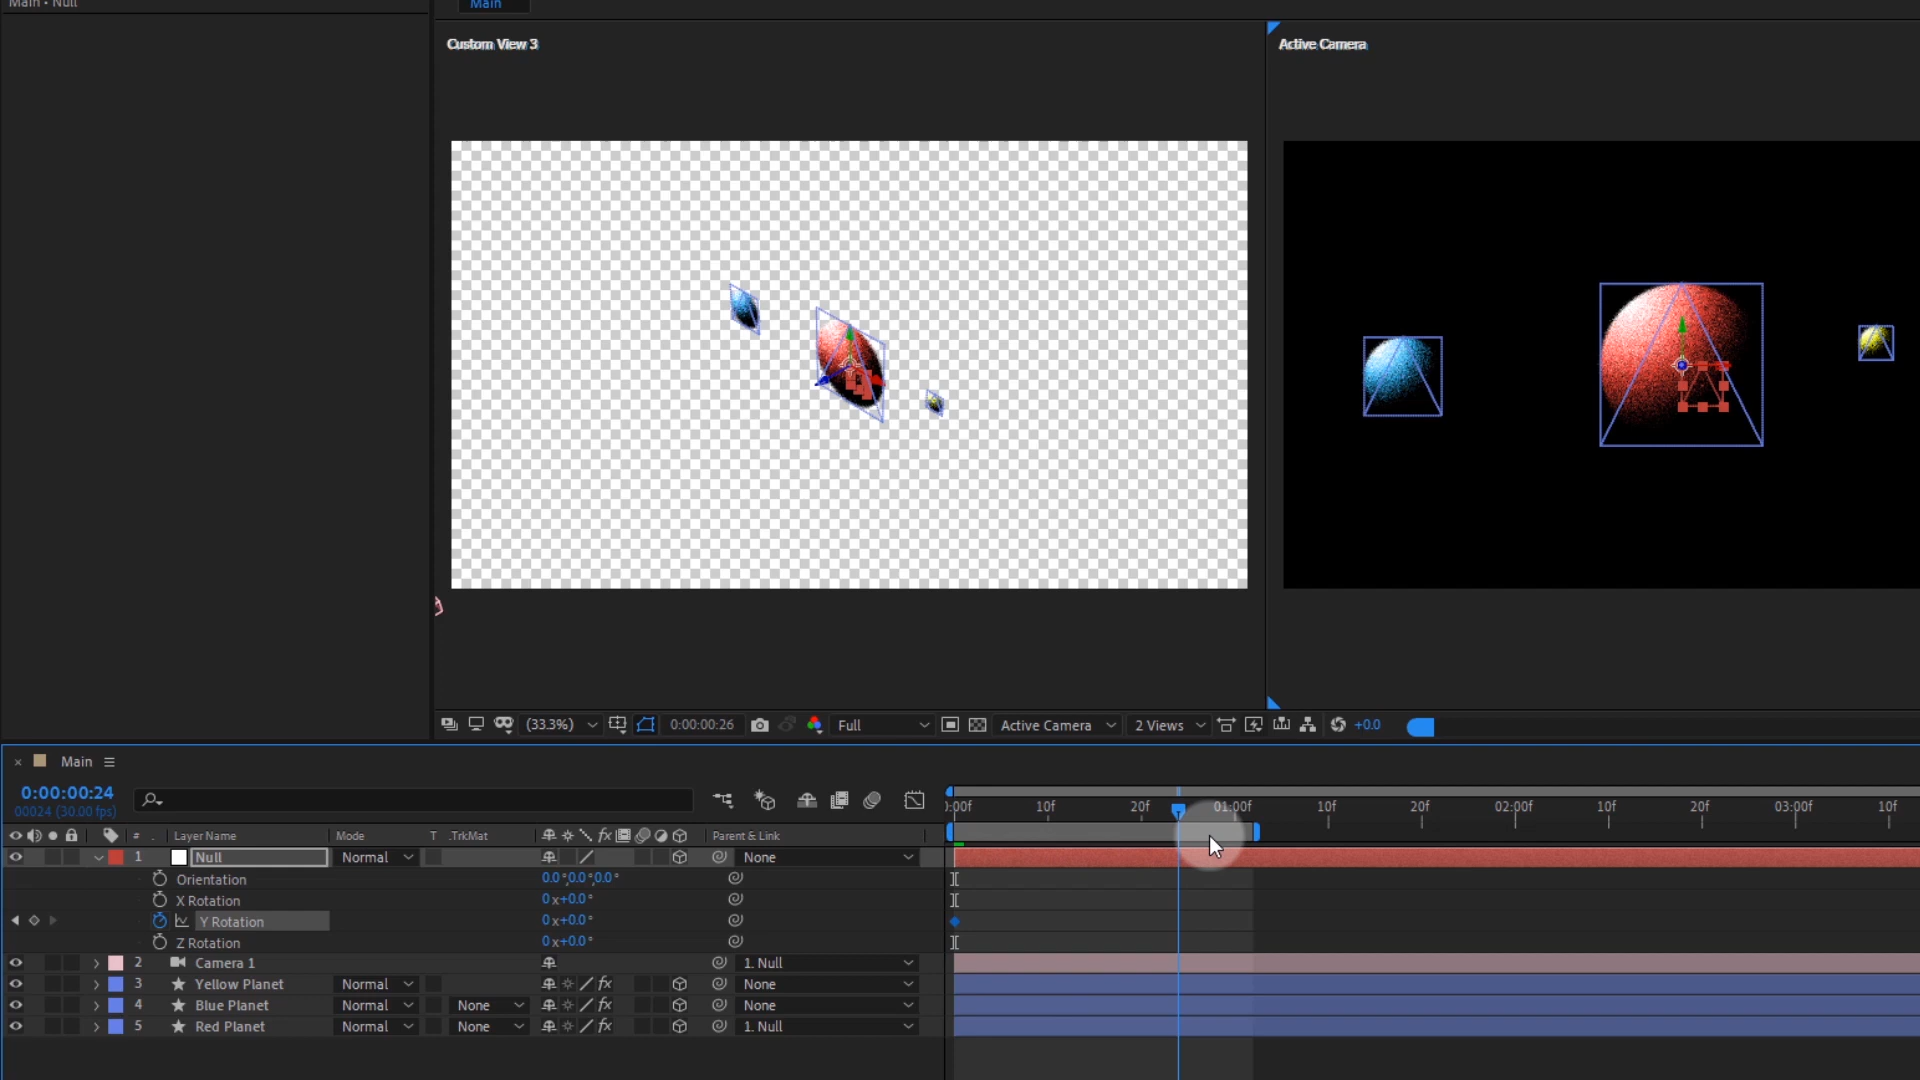 Main • Null
Main
Custom View 3
Active Camera
(33.3%)
0:00:00:26
Full
Active Camera
2 Views
+0.0
× Main
0:00:00:24
00024 (30.00 fps)
):00f 10f 20f 01:00f 10f 20f 02:00f 10f 20f 03:00f 10f
# . Layer Name Mode T .TrkMat fx Parent & Link
1 Null Normal None
Orientation 0.0°,0.0°,0.0°
X Rotation 0x+0.0°
Y Rotation 0x+0.0°
Z Rotation 0x+0.0°
2 Camera 1 1. Null
3 Yellow Planet Normal fx None
4 Blue Planet Normal None fx None
5 Red Planet Normal None fx 1. Null